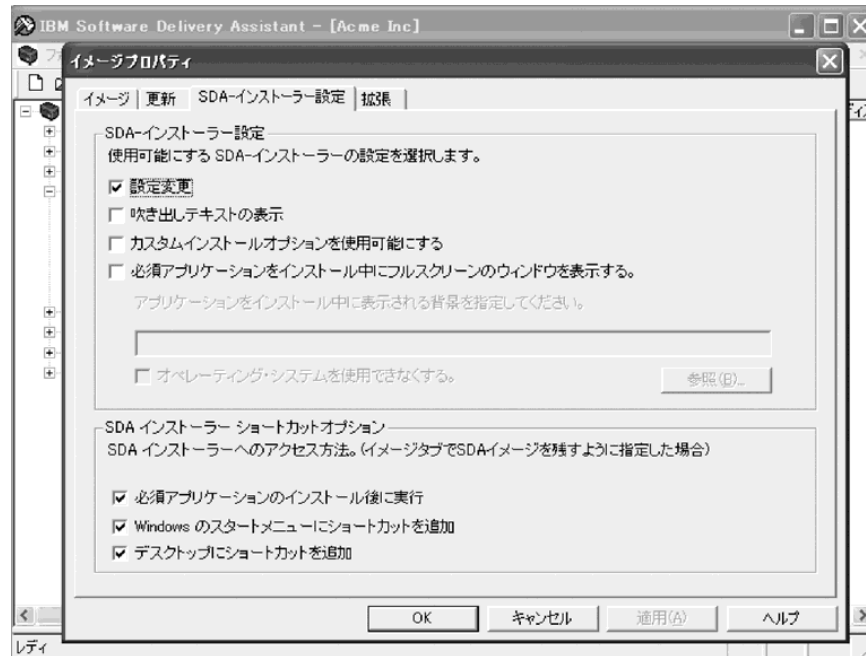 IBM Software Delivery Assistant - [Acme Inc]
イメージプロパティ
イメージ 更新 SDA-インストーラー設定 拡張
SDA-インストーラー設定
使用可能にする SDA-インストーラーの設定を選択します。
設定変更
吹き出しテキストの表示
カスタムインストールオプションを使用可能にする
必須アプリケーションをインストール中にフルスクリーンのウィンドウを表示する。
アプリケーションをインストール中に表示される背景を指定してください。
オペレーティング・システムを使用できなくする。
参照(B)...
SDA インストーラー ショートカットオプション
SDA インストーラーへのアクセス方法。(イメージタブでSDAイメージを残すように指定した場合)
必須アプリケーションのインストール後に実行
Windows のスタートメニューにショートカットを追加
デスクトップにショートカットを追加
OK キャンセル 適用(A) ヘルプ
レディ